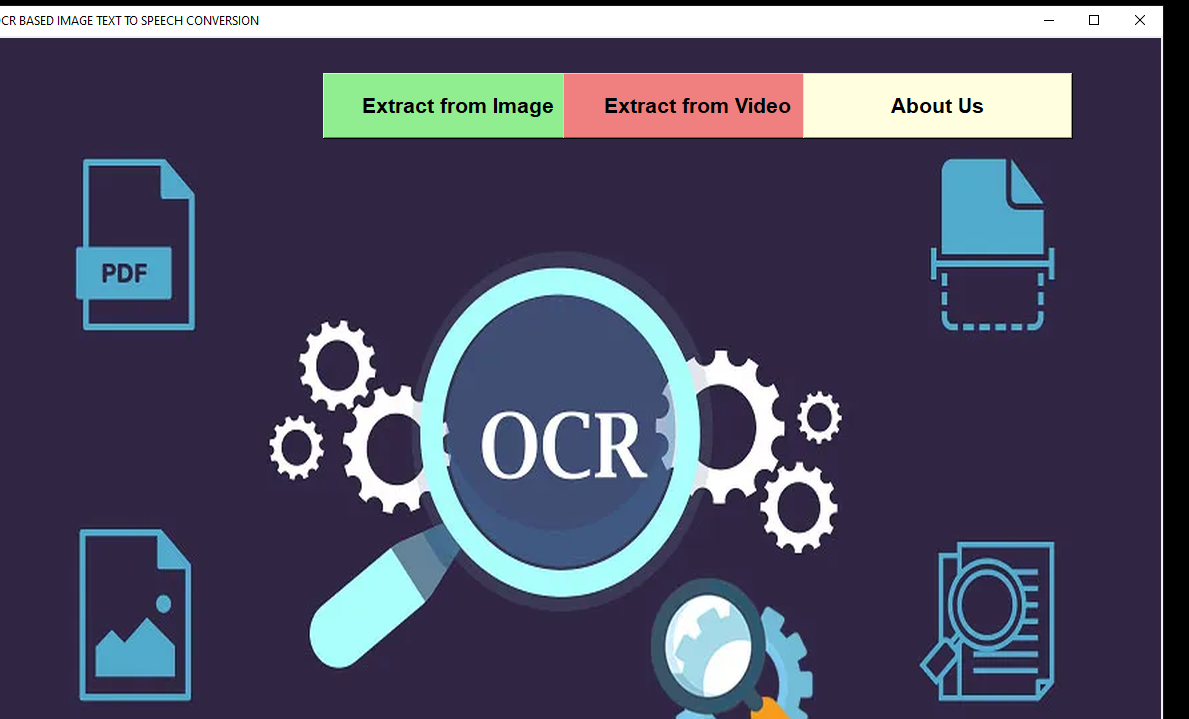 CR BASED IMAGE TEXT TO SPEECH CONVERSION
Extract from Image
Extract from Video
About Us
PDF
OCR